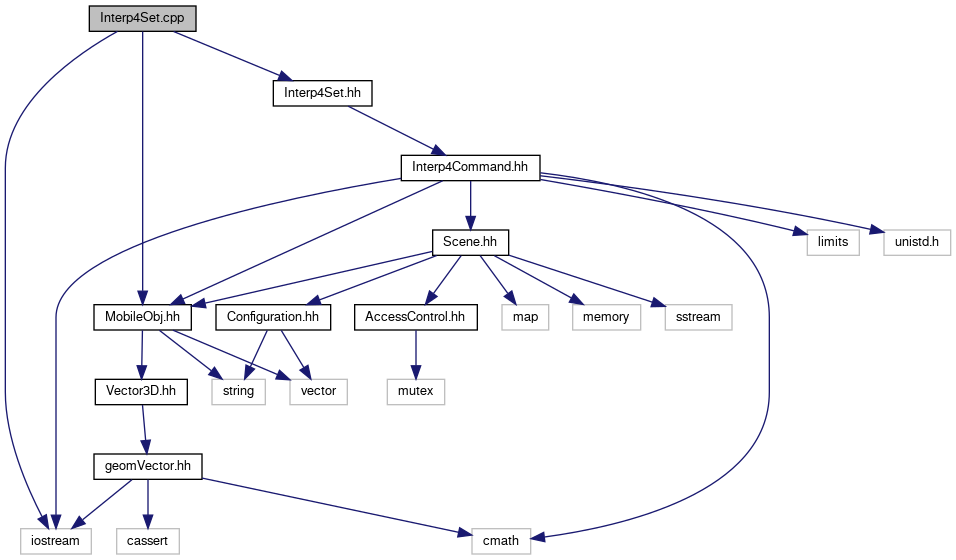 Interp4Set.cpp
Interp4Set.hh
Interp4Command.hh
Scene.hh
limits
unistd.h
MobileObj.hh
Configuration.hh
AccessControl.hh
map
memory
sstream
Vector3D.hh
string
vector
mutex
geomVector.hh
iostream
cassert
cmath